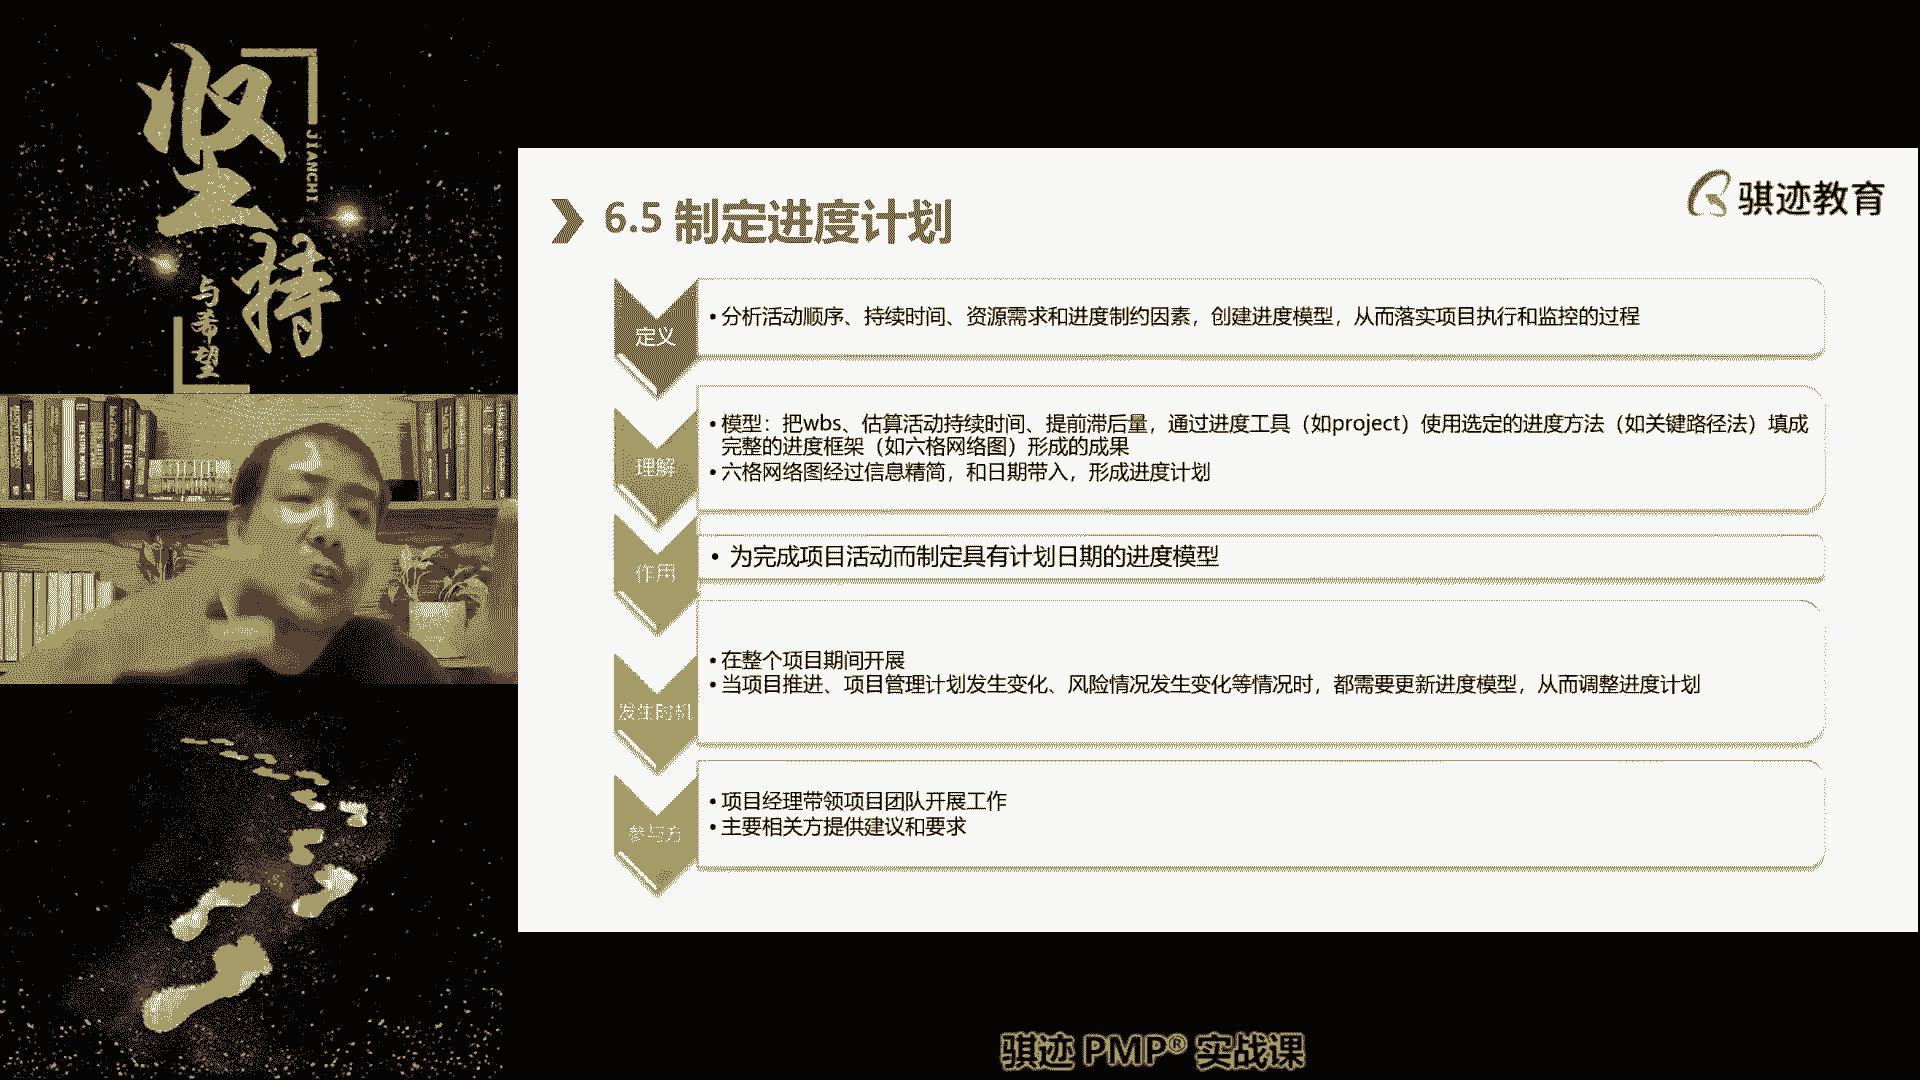 坚持
JIANCHI
与希望
骐迹教育
6.5 制定进度计划
定义
• 分析活动顺序、持续时间、资源需求和进度制约因素，创建进度模型，从而落实项目执行和监控的过程
理解
• 模型：把wbs、估算活动持续时间、提前滞后量，通过进度工具（如project）使用选定的进度方法（如关键路径法）填成
完整的进度框架（如六格网络图）形成的成果
• 六格网络图经过信息精简，和日期带入，形成进度计划
作用
• 为完成项目活动而制定具有计划日期的进度模型
发生时机
• 在整个项目期间开展
• 当项目推进、项目管理计划发生变化、风险情况发生变化等情况时，都需要更新进度模型，从而调整进度计划
参与方
• 项目经理带领项目团队开展工作
• 主要相关方提供建议和要求
骐迹 PMP® 实战课